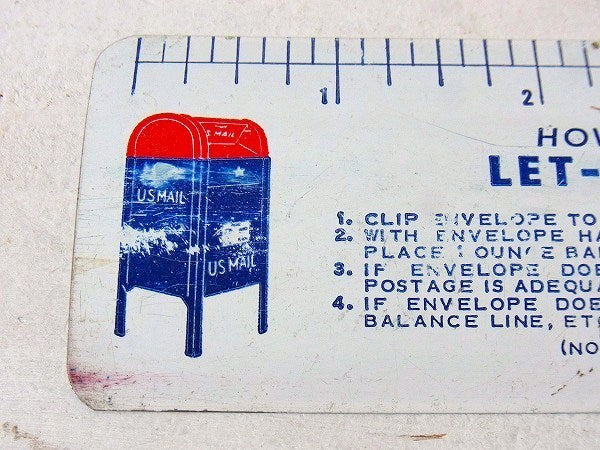 1 2
U.S. MAIL
US MAIL
US MAIL
HOW
LET-
1. CLIP ENVELOPE TO
2. WITH ENVELOPE HA
PLACE 1 OUNCE BA
3. IF ENVELOPE DOE
POSTAGE IS ADEQUA
4. IF ENVELOPE DOE
BALANCE LINE, ETC
(NO